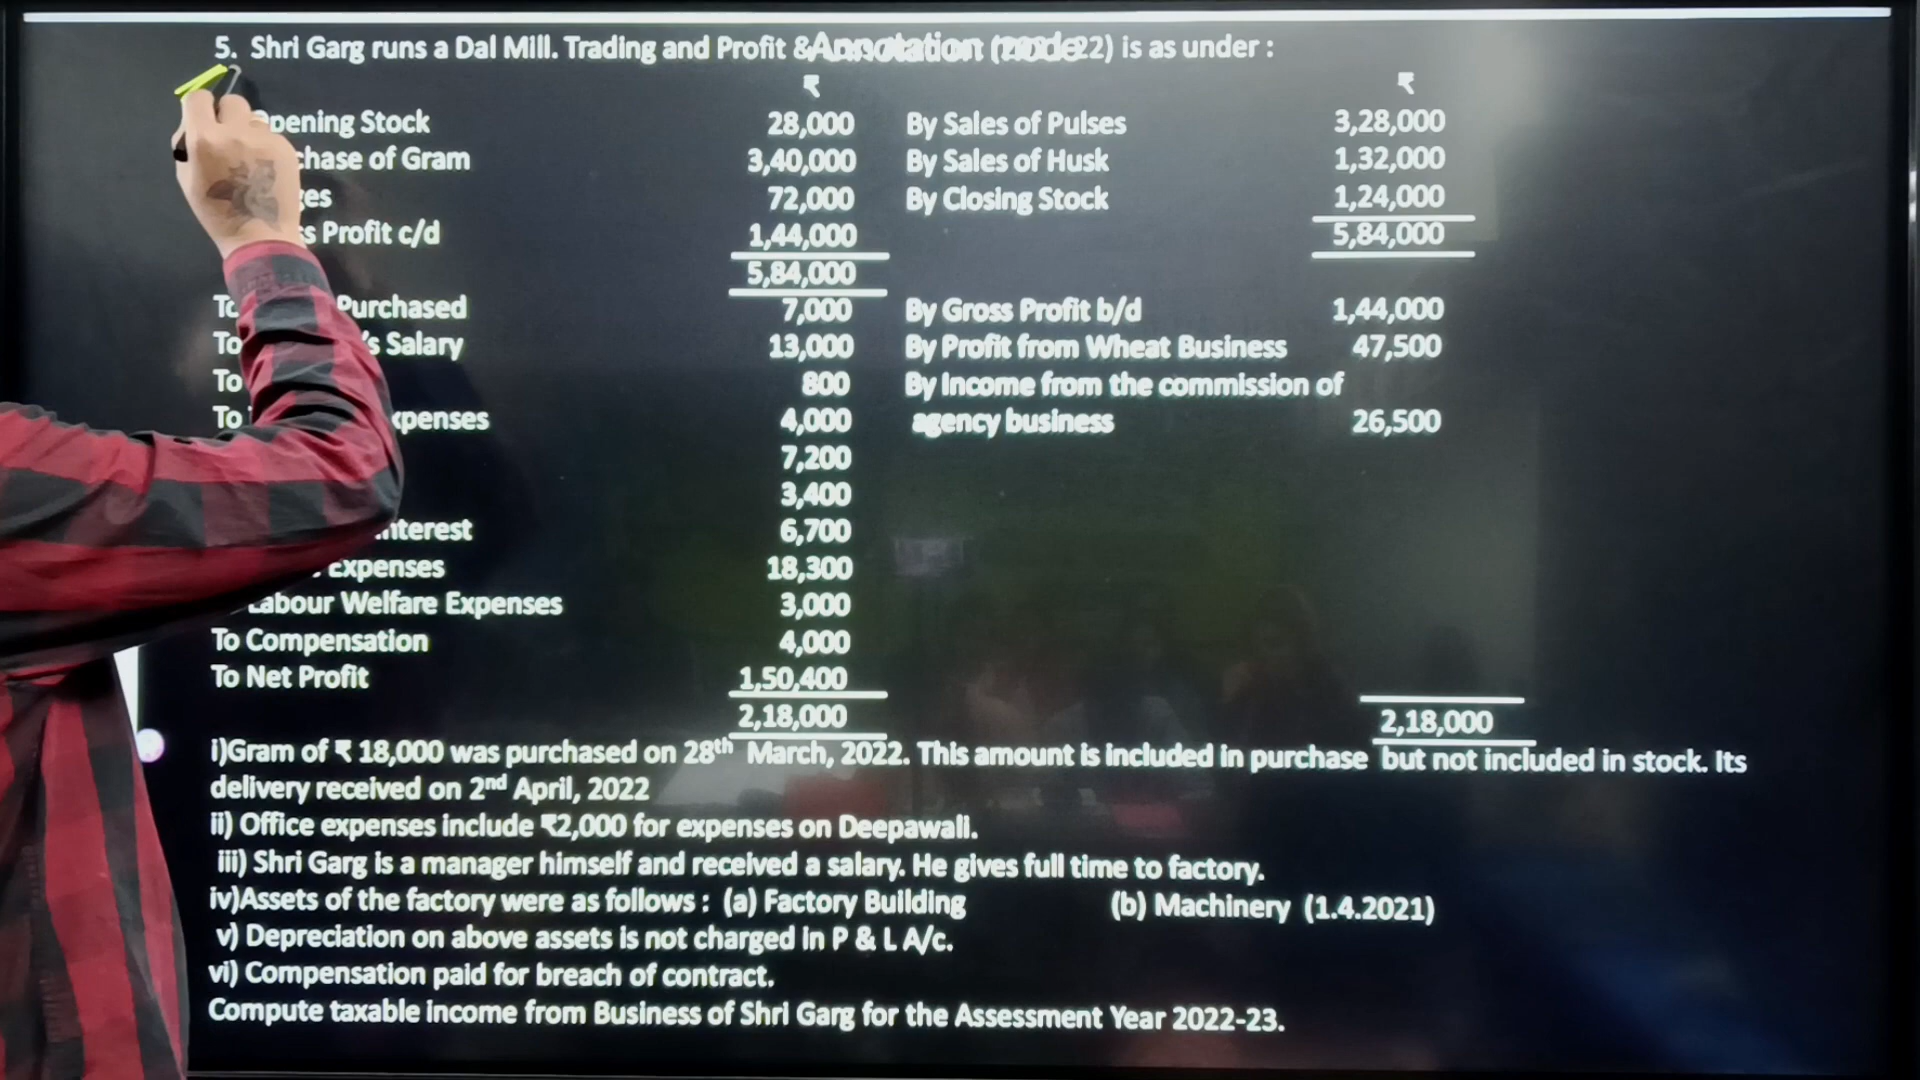 5. Shri Garg runs a Dal Mill. Trading and Profit & Annotation mode 22) is as under :
₹ ₹
Opening Stock 28,000 By Sales of Pulses 3,28,000
chase of Gram 3,40,000 By Sales of Husk 1,32,000
ges 72,000 By Closing Stock 1,24,000
s Profit c/d 1,44,000 5,84,000
5,84,000
To Purchased 7,000 By Gross Profit b/d 1,44,000
To 's Salary 13,000 By Profit from Wheat Business 47,500
To 800 By Income from the commission of
To xpenses 4,000 agency business 26,500
7,200
3,400
nterest 6,700
Expenses 18,300
Labour Welfare Expenses 3,000
To Compensation 4,000
To Net Profit 1,50,400
2,18,000 2,18,000
i)Gram of ₹ 18,000 was purchased on 28th March, 2022. This amount is included in purchase but not included in stock. Its
delivery received on 2nd April, 2022
ii) Office expenses include ₹2,000 for expenses on Deepawali.
iii) Shri Garg is a manager himself and received a salary. He gives full time to factory.
iv)Assets of the factory were as follows : (a) Factory Building (b) Machinery (1.4.2021)
v) Depreciation on above assets is not charged in P & L A/c.
vi) Compensation paid for breach of contract.
Compute taxable income from Business of Shri Garg for the Assessment Year 2022-23.